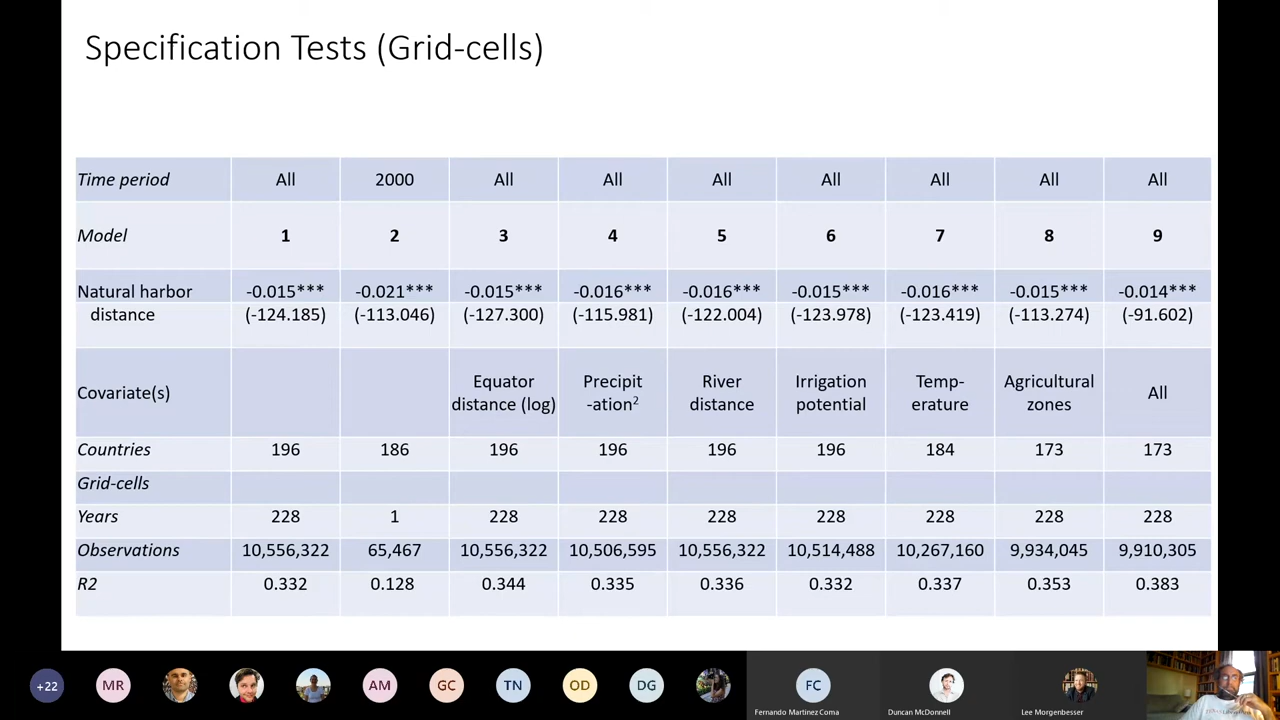 Specification Tests (Grid-cells)
Time period All 2000 All All All All All All All
Model 1 2 3 4 5 6 7 8 9
Natural harbor -0.015*** -0.021*** -0.015*** -0.016*** -0.016*** -0.015*** -0.016*** -0.015*** -0.014***
distance (-124.185) (-113.046) (-127.300) (-115.981) (-122.004) (-123.978) (-123.419) (-113.274) (-91.602)
Equator Precipit River Irrigation Temp- Agricultural
Covariate(s) All
distance (log) -ation² distance potential erature zones
Countries 196 186 196 196 196 196 184 173 173
Grid-cells
Years 228 1 228 228 228 228 228 228 228
Observations 10,556,322 65,467 10,556,322 10,506,595 10,556,322 10,514,488 10,267,160 9,934,045 9,910,305
R2 0.332 0.128 0.344 0.335 0.336 0.332 0.337 0.353 0.383
+22 MR AM GC TN OD DG FC
Fernando Martinez Coma Duncan McDonnell Lee Morgenbesser